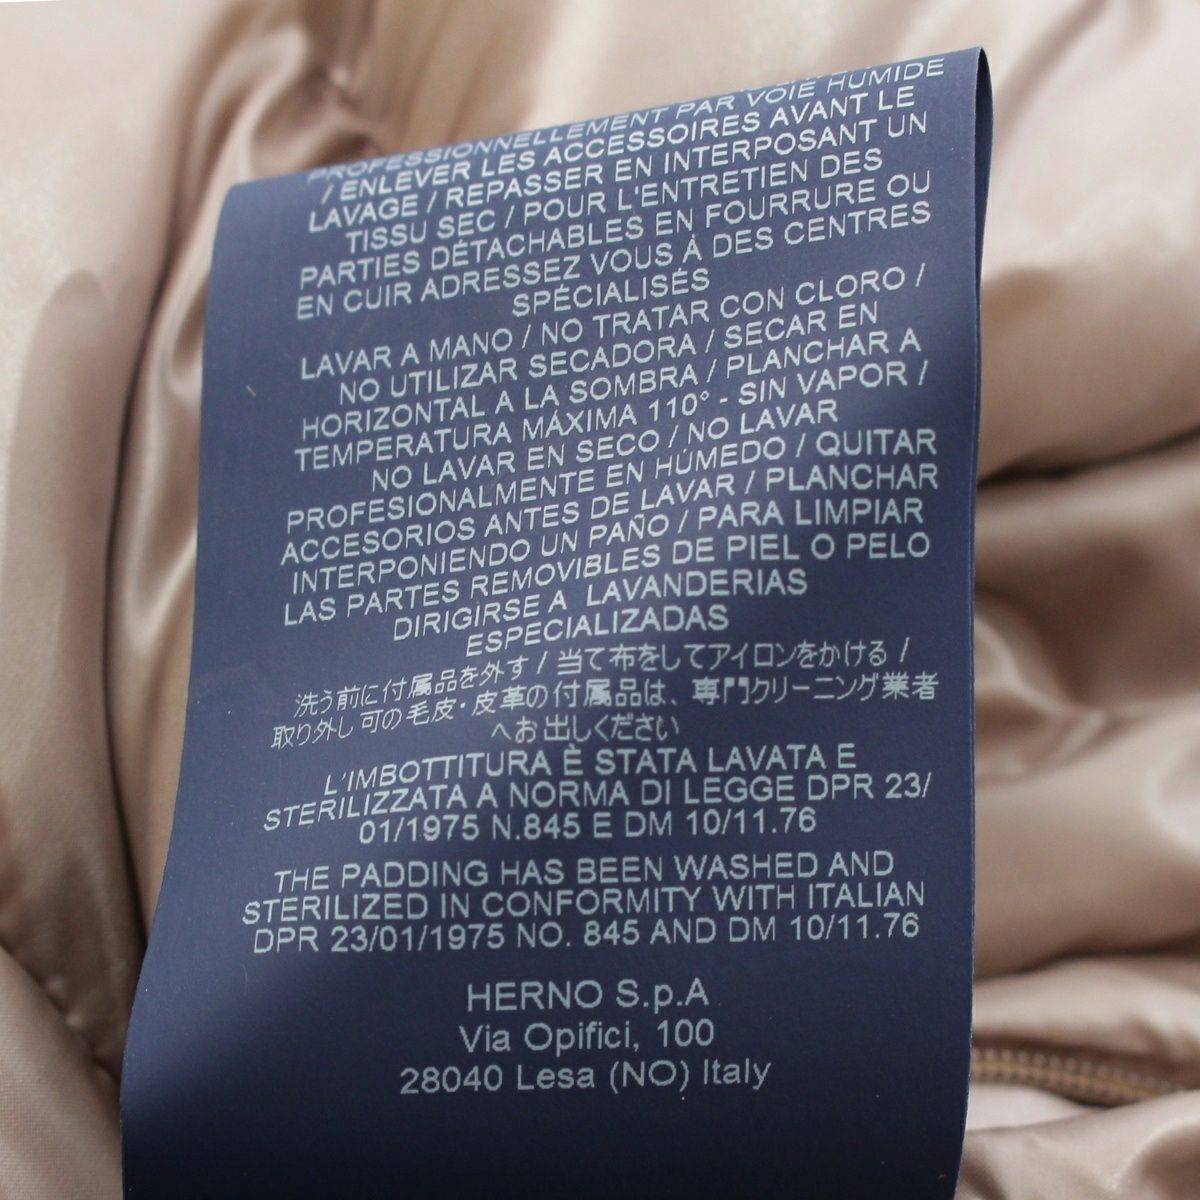 PROFESSIONNELLEMENT PAR VOIE HUMIDE
/ ENLEVER LES ACCESSOIRES AVANT LE
LAVAGE / REPASSER EN INTERPOSANT UN
TISSU SEC / POUR L'ENTRETIEN DES
PARTIES DÉTACHABLES EN FOURRURE OU
EN CUIR ADRESSEZ VOUS À DES CENTRES
SPÉCIALISÉS
LAVAR A MANO / NO TRATAR CON CLORO /
NO UTILIZAR SECADORA / SECAR EN
HORIZONTAL A LA SOMBRA / PLANCHAR A
TEMPERATURA MÁXIMA 110° - SIN VAPOR /
NO LAVAR EN SECO / NO LAVAR
PROFESIONALMENTE EN HÚMEDO / QUITAR
ACCESORIOS ANTES DE LAVAR / PLANCHAR
INTERPONIENDO UN PAÑO / PARA LIMPIAR
LAS PARTES REMOVIBLES DE PIEL O PELO
DIRIGIRSE A LAVANDERIAS
ESPECIALIZADAS
洗う前に付属品を外す / 当て布をしてアイロンをかける /
取り外し可の毛皮・皮革の付属品は、専門クリーニング業者
へお出しください
L'IMBOTTITURA È STATA LAVATA E
STERILIZZATA A NORMA DI LEGGE DPR 23/
01/1975 N.845 E DM 10/11.76
THE PADDING HAS BEEN WASHED AND
STERILIZED IN CONFORMITY WITH ITALIAN
DPR 23/01/1975 NO. 845 AND DM 10/11.76
HERNO S.p.A
Via Opifici, 100
28040 Lesa (NO) Italy